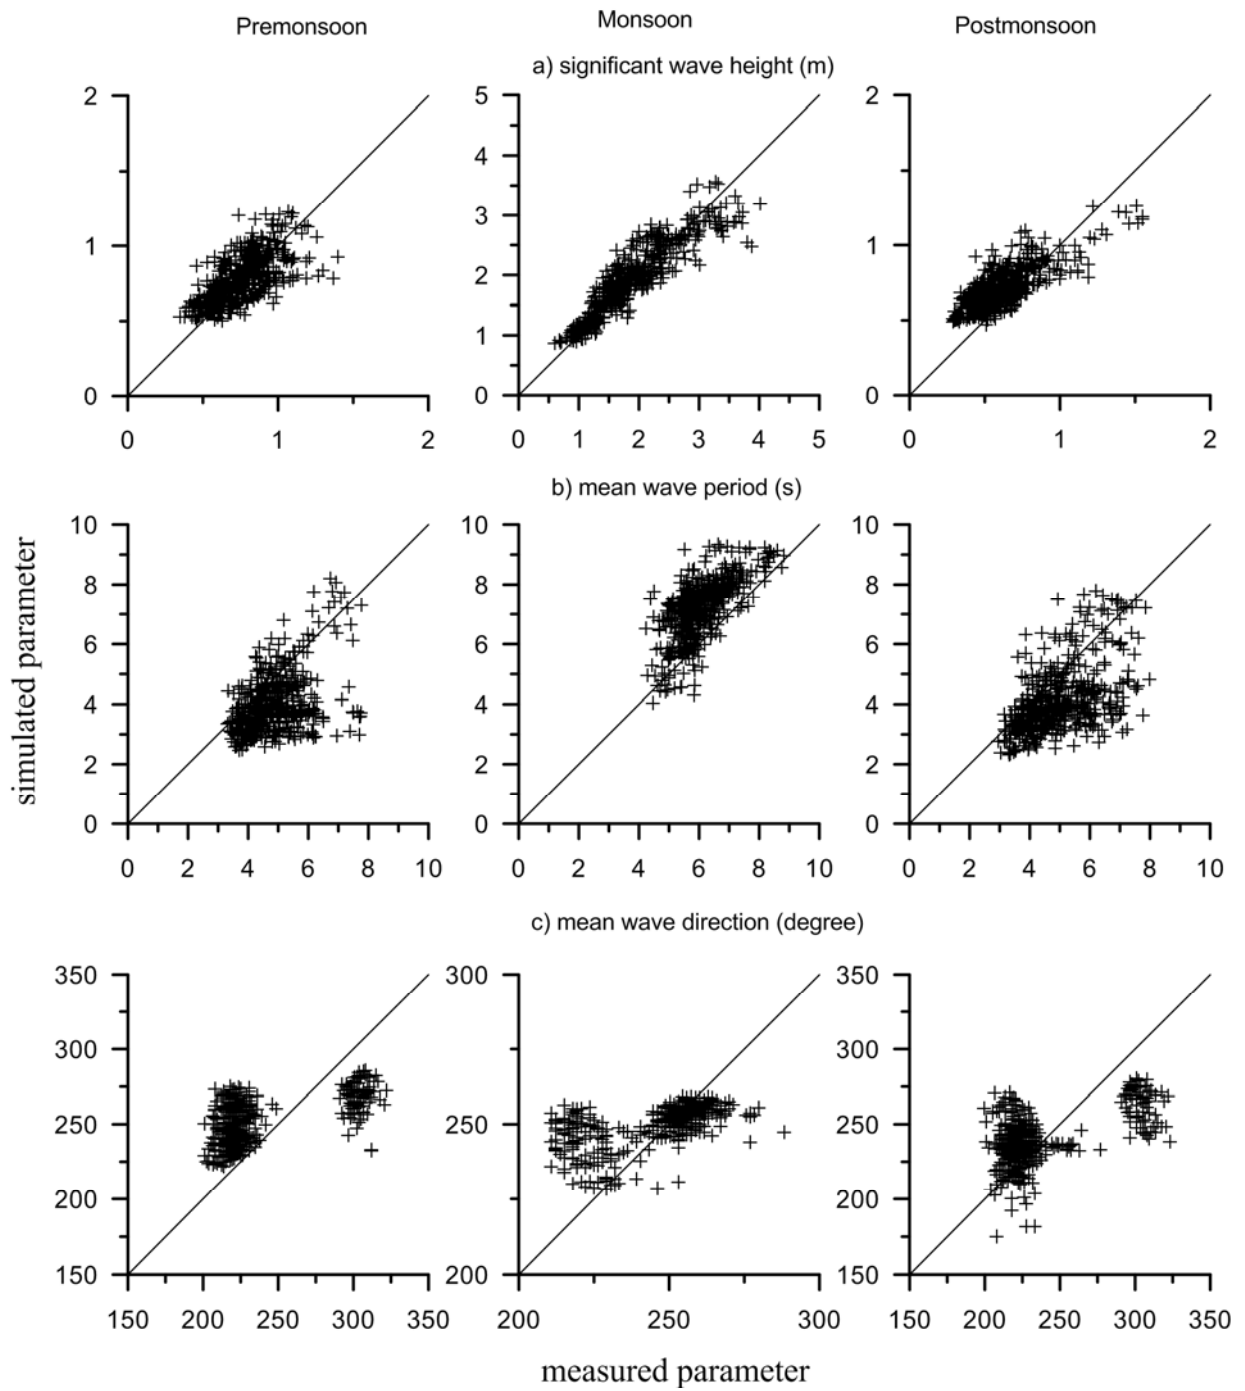 Premonsoon Monsoon Postmonsoon
a) significant wave height (m)
2 5 2
4
3
1 1
2
1
0 0 0
0 1 2 0 1 2 3 4 5 0 1 2
b) mean wave period (s)
10 10 10
8 8 8
6 6 6
4 4 4
2 2 2
0 0 0
0 2 4 6 8 10 0 2 4 6 8 10 0 2 4 6 8 10
simulated parameter
c) mean wave direction (degree)
350 300 350
300 300
250 250 250
200 200
150 200 150
150 200 250 300 350 200 250 300 150 200 250 300 350
measured parameter